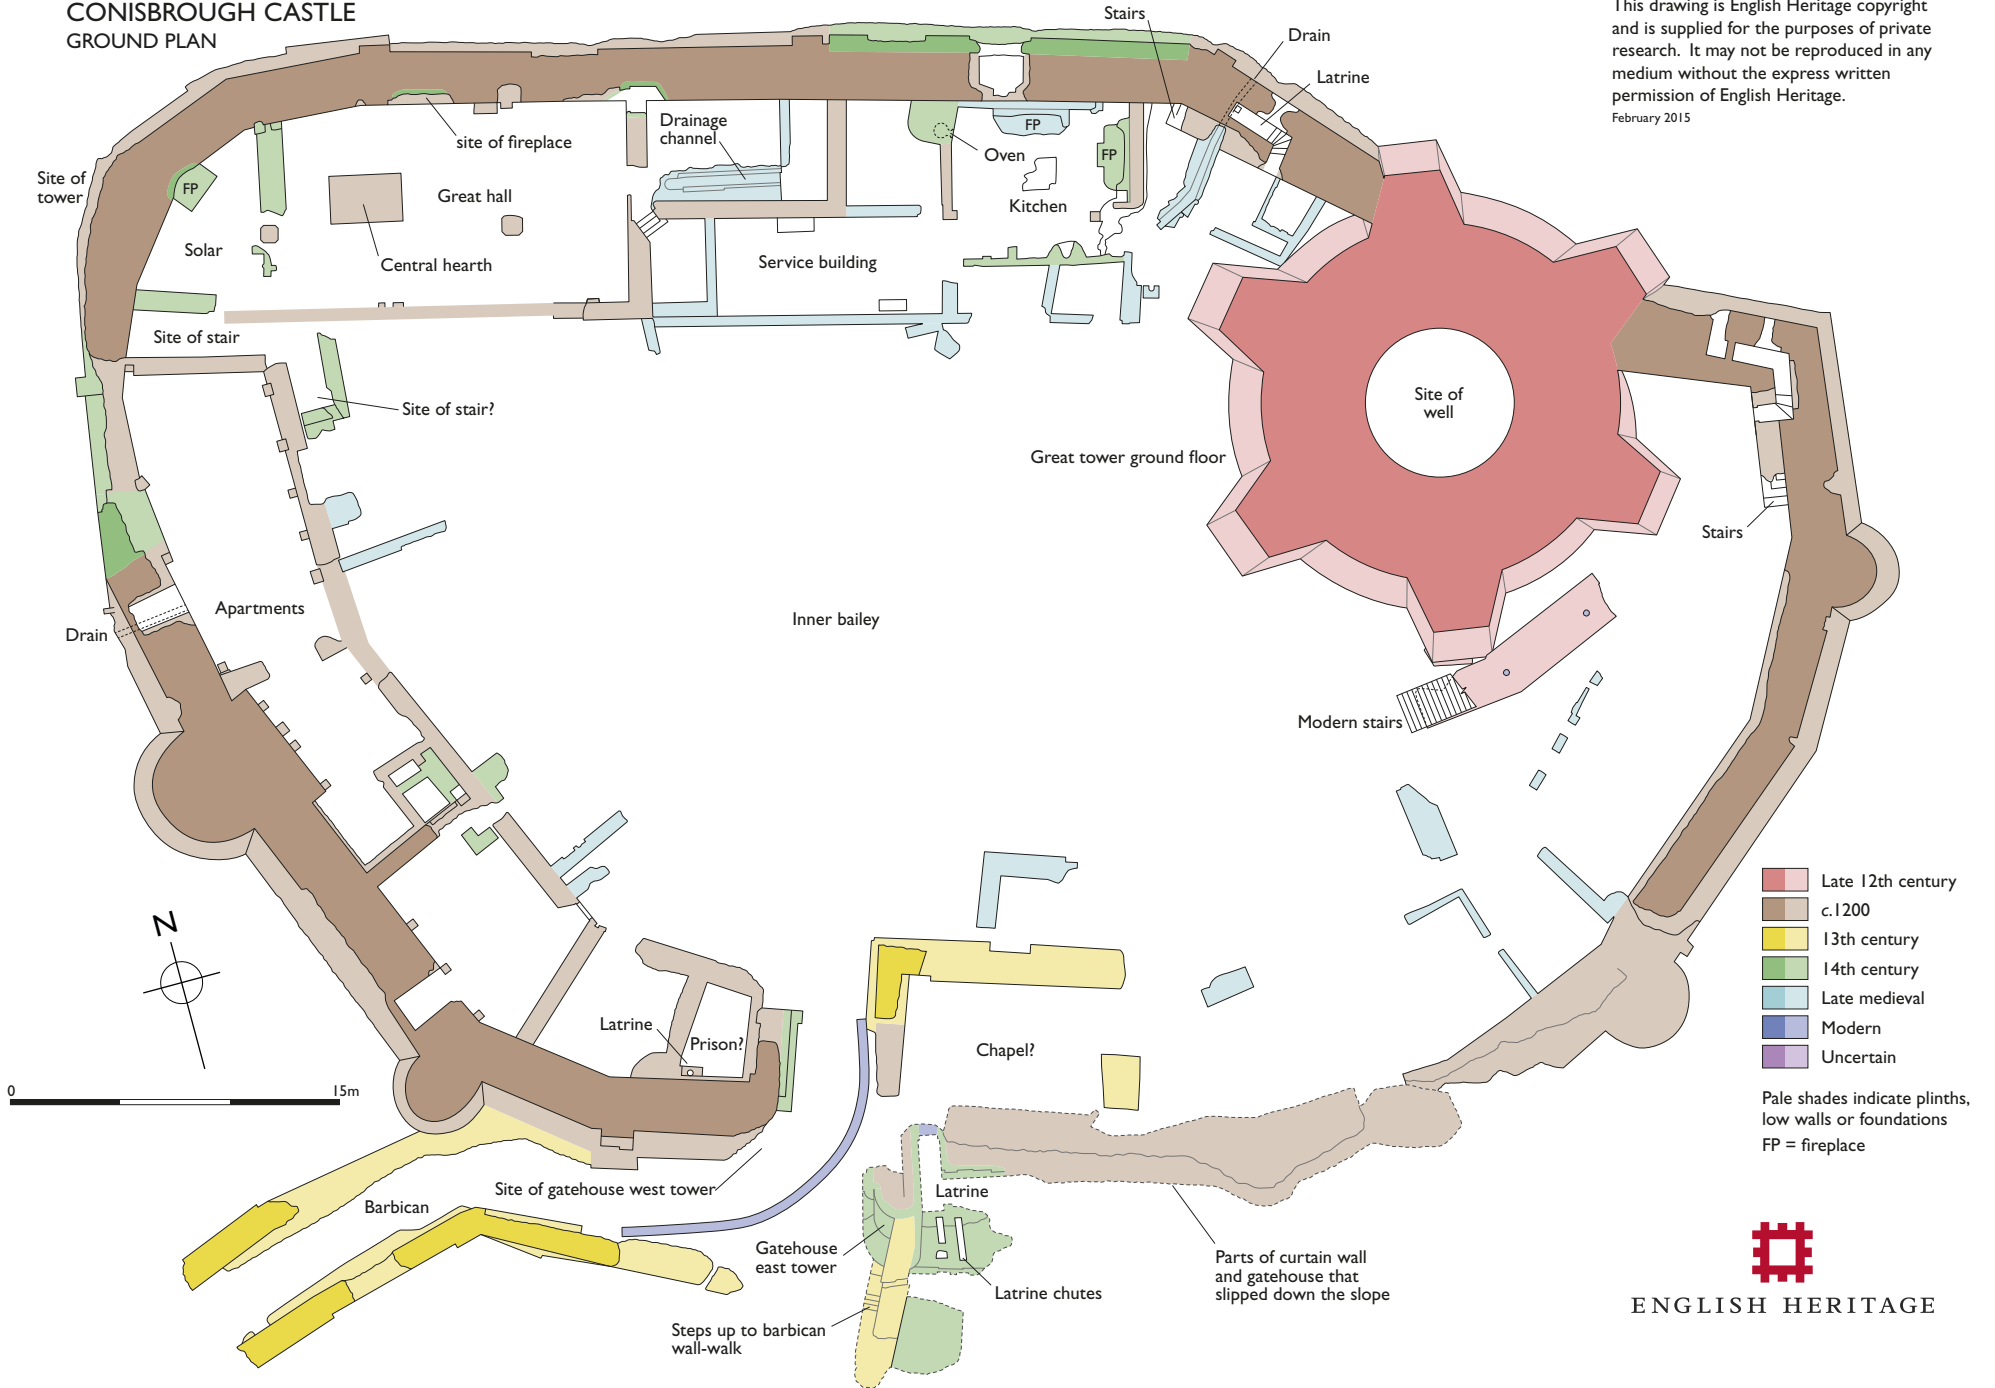 CONISBROUGH CASTLE
GROUND PLAN
This drawing is English Heritage copyright
and is supplied for the purposes of private
research. It may not be reproduced in any
medium without the express written
permission of English Heritage.
February 2015
Stairs
Drain
Latrine
Drainage
channel
site of fireplace
FP
Oven
FP
Site of
tower
FP
Great hall
Kitchen
Solar
Central hearth
Service building
Site of stair
Site of stair?
Site of
well
Great tower ground floor
Stairs
Apartments
Inner bailey
Drain
Modern stairs
N
Late 12th century
c.1200
13th century
14th century
Late medieval
Modern
Uncertain
Latrine
Prison?
Chapel?
0
15m
Pale shades indicate plinths,
low walls or foundations
FP = fireplace
Site of gatehouse west tower
Latrine
Barbican
Gatehouse
east tower
Latrine chutes
Parts of curtain wall
and gatehouse that
slipped down the slope
Steps up to barbican
wall-walk
ENGLISH HERITAGE